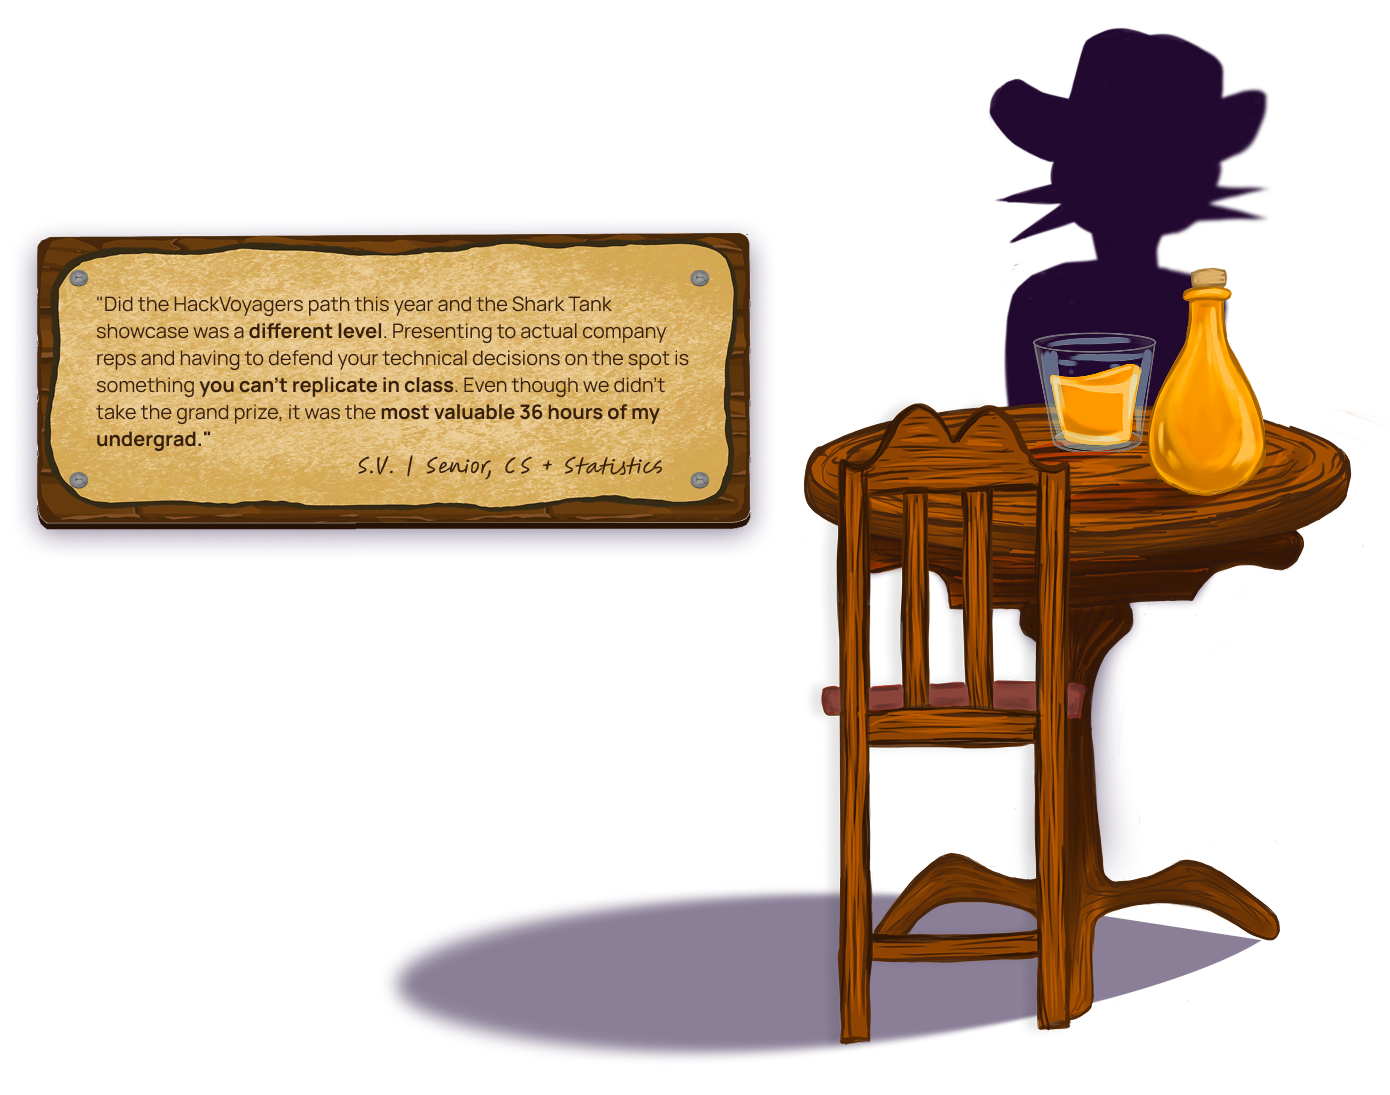 "Did the HackVoyagers path this year and the Shark Tank
showcase was a different level. Presenting to actual company
reps and having to defend your technical decisions on the spot is
something you can't replicate in class. Even though we didn't
take the grand prize, it was the most valuable 36 hours of my
undergrad."
S.V. | Senior, CS + Statistics